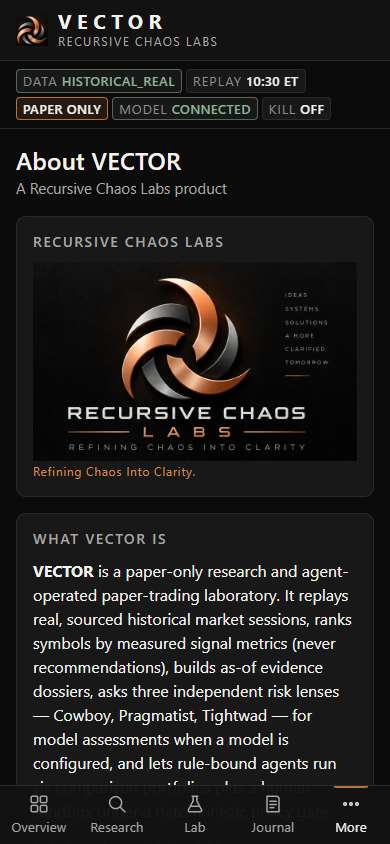 VECTOR
RECURSIVE CHAOS LABS
DATA HISTORICAL_REAL REPLAY 10:30 ET
PAPER ONLY MODEL CONNECTED KILL OFF
About VECTOR
A Recursive Chaos Labs product
RECURSIVE CHAOS LABS
IDEAS
SYSTEMS
SOLUTIONS
A MORE
CLARIFIED
TOMORROW
RECURSIVE CHAOS
LABS
REFINING CHAOS INTO CLARITY
Refining Chaos Into Clarity.
WHAT VECTOR IS
VECTOR is a paper-only research and agent-
operated paper-trading laboratory. It replays
real, sourced historical market sessions, ranks
symbols by measured signal metrics (never
recommendations), builds as-of evidence
dossiers, asks three independent risk lenses
— Cowboy, Pragmatist, Tightwad — for
model assessments when a model is
configured, and lets rule-bound agents run
Overview Research Lab Journal More